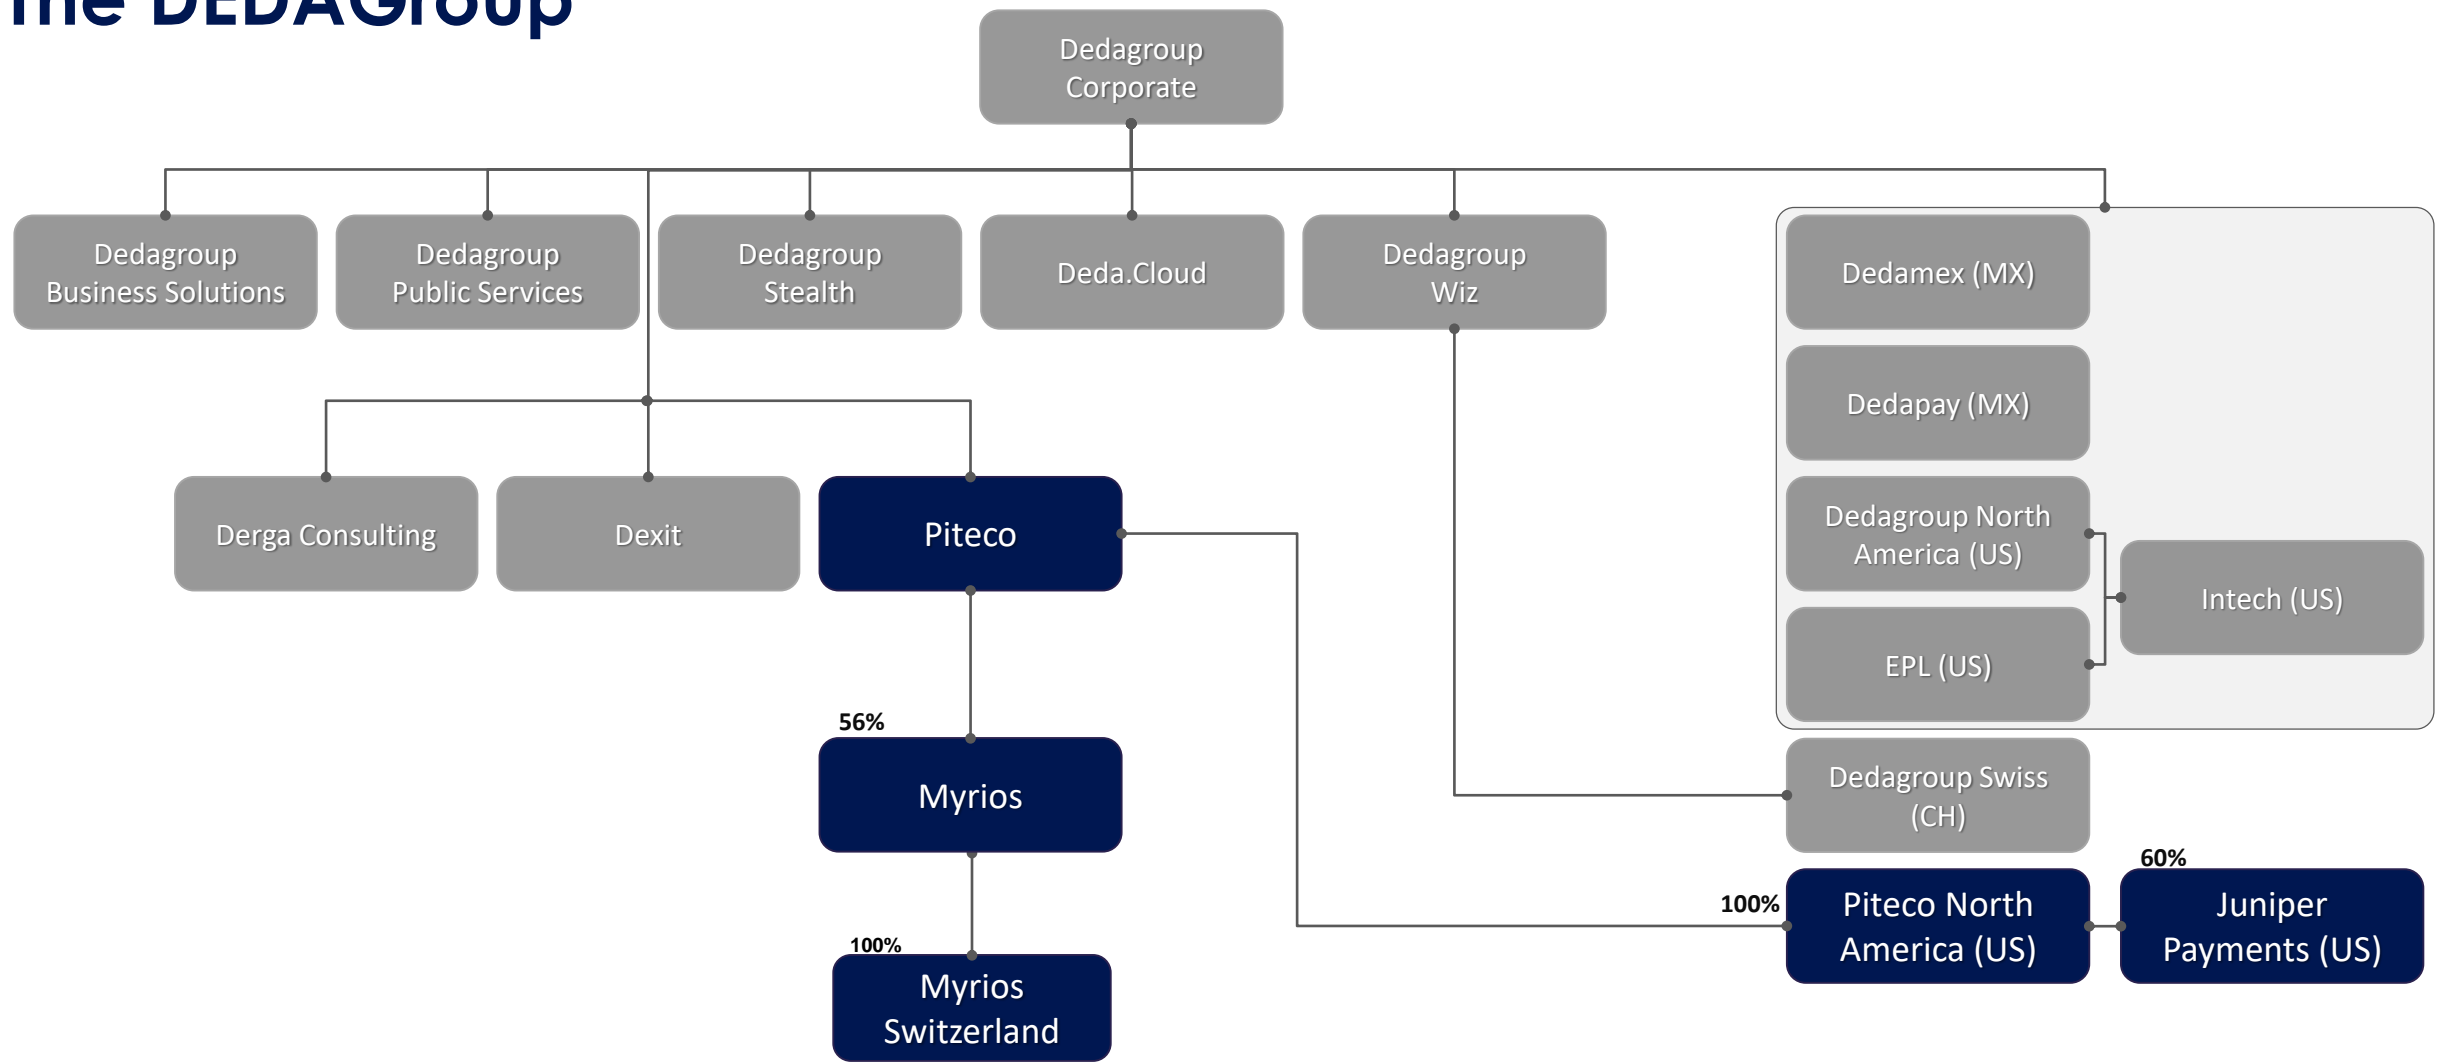 The DEDAGroup
Dedagroup
Corporate
Dedagroup
Business Solutions
Dedagroup
Public Services
Dedagroup
Stealth
Deda.Cloud
Dedagroup
Wiz
Dedamex (MX)
Dedapay (MX)
Derga Consulting
Dexit
Piteco
Dedagroup North
America (US)
Intech (US)
EPL (US)
56%
Myrios
Dedagroup Swiss
(CH)
60%
100%
Piteco North
America (US)
Juniper
Payments (US)
100%
Myrios
Switzerland